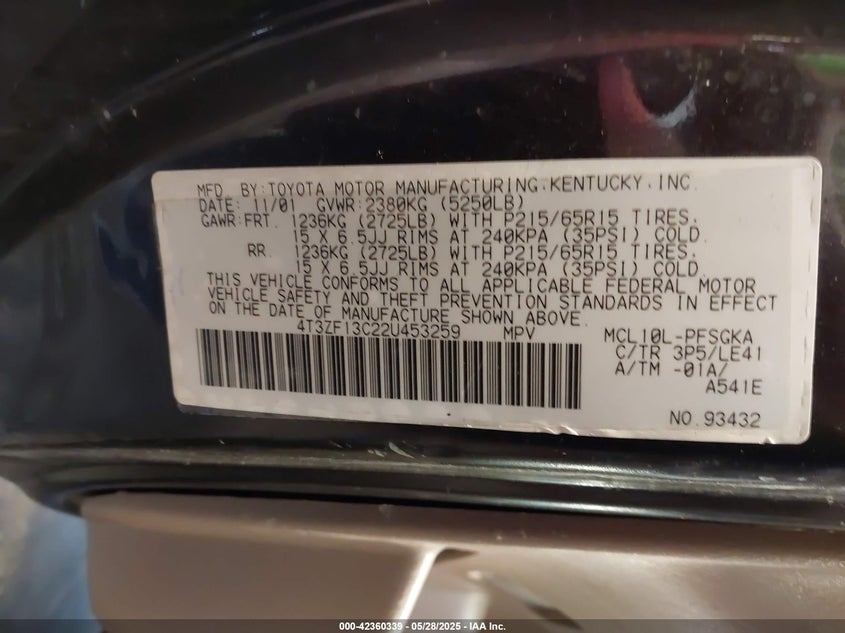 MFD. BY:TOYOTA MOTOR MANUFACTURING,KENTUCKY,INC.
DATE: 11/01 GVWR:2380KG (5250LB)
GAWR:FRT. 1236KG (2725LB) WITH P215/65R15 TIRES.
15 X 6.5JJ RIMS AT 240KPA (35PSI) COLD.
RR. 1236KG (2725LB) WITH P215/65R15 TIRES.
15 X 6.5JJ RIMS AT 240KPA (35PSI) COLD.
THIS VEHICLE CONFORMS TO ALL APPLICABLE FEDERAL MOTOR
VEHICLE SAFETY AND THEFT PREVENTION STANDARDS IN EFFECT
ON THE DATE OF MANUFACTURE SHOWN ABOVE.
4T3ZF13C22U453259 MPV MCL10L-PFSGKA
C/TR 3P5/LE41
A/TM -01A/
A541E
NO.93432
000-42360339 - 05/28/2025 - IAA Inc.